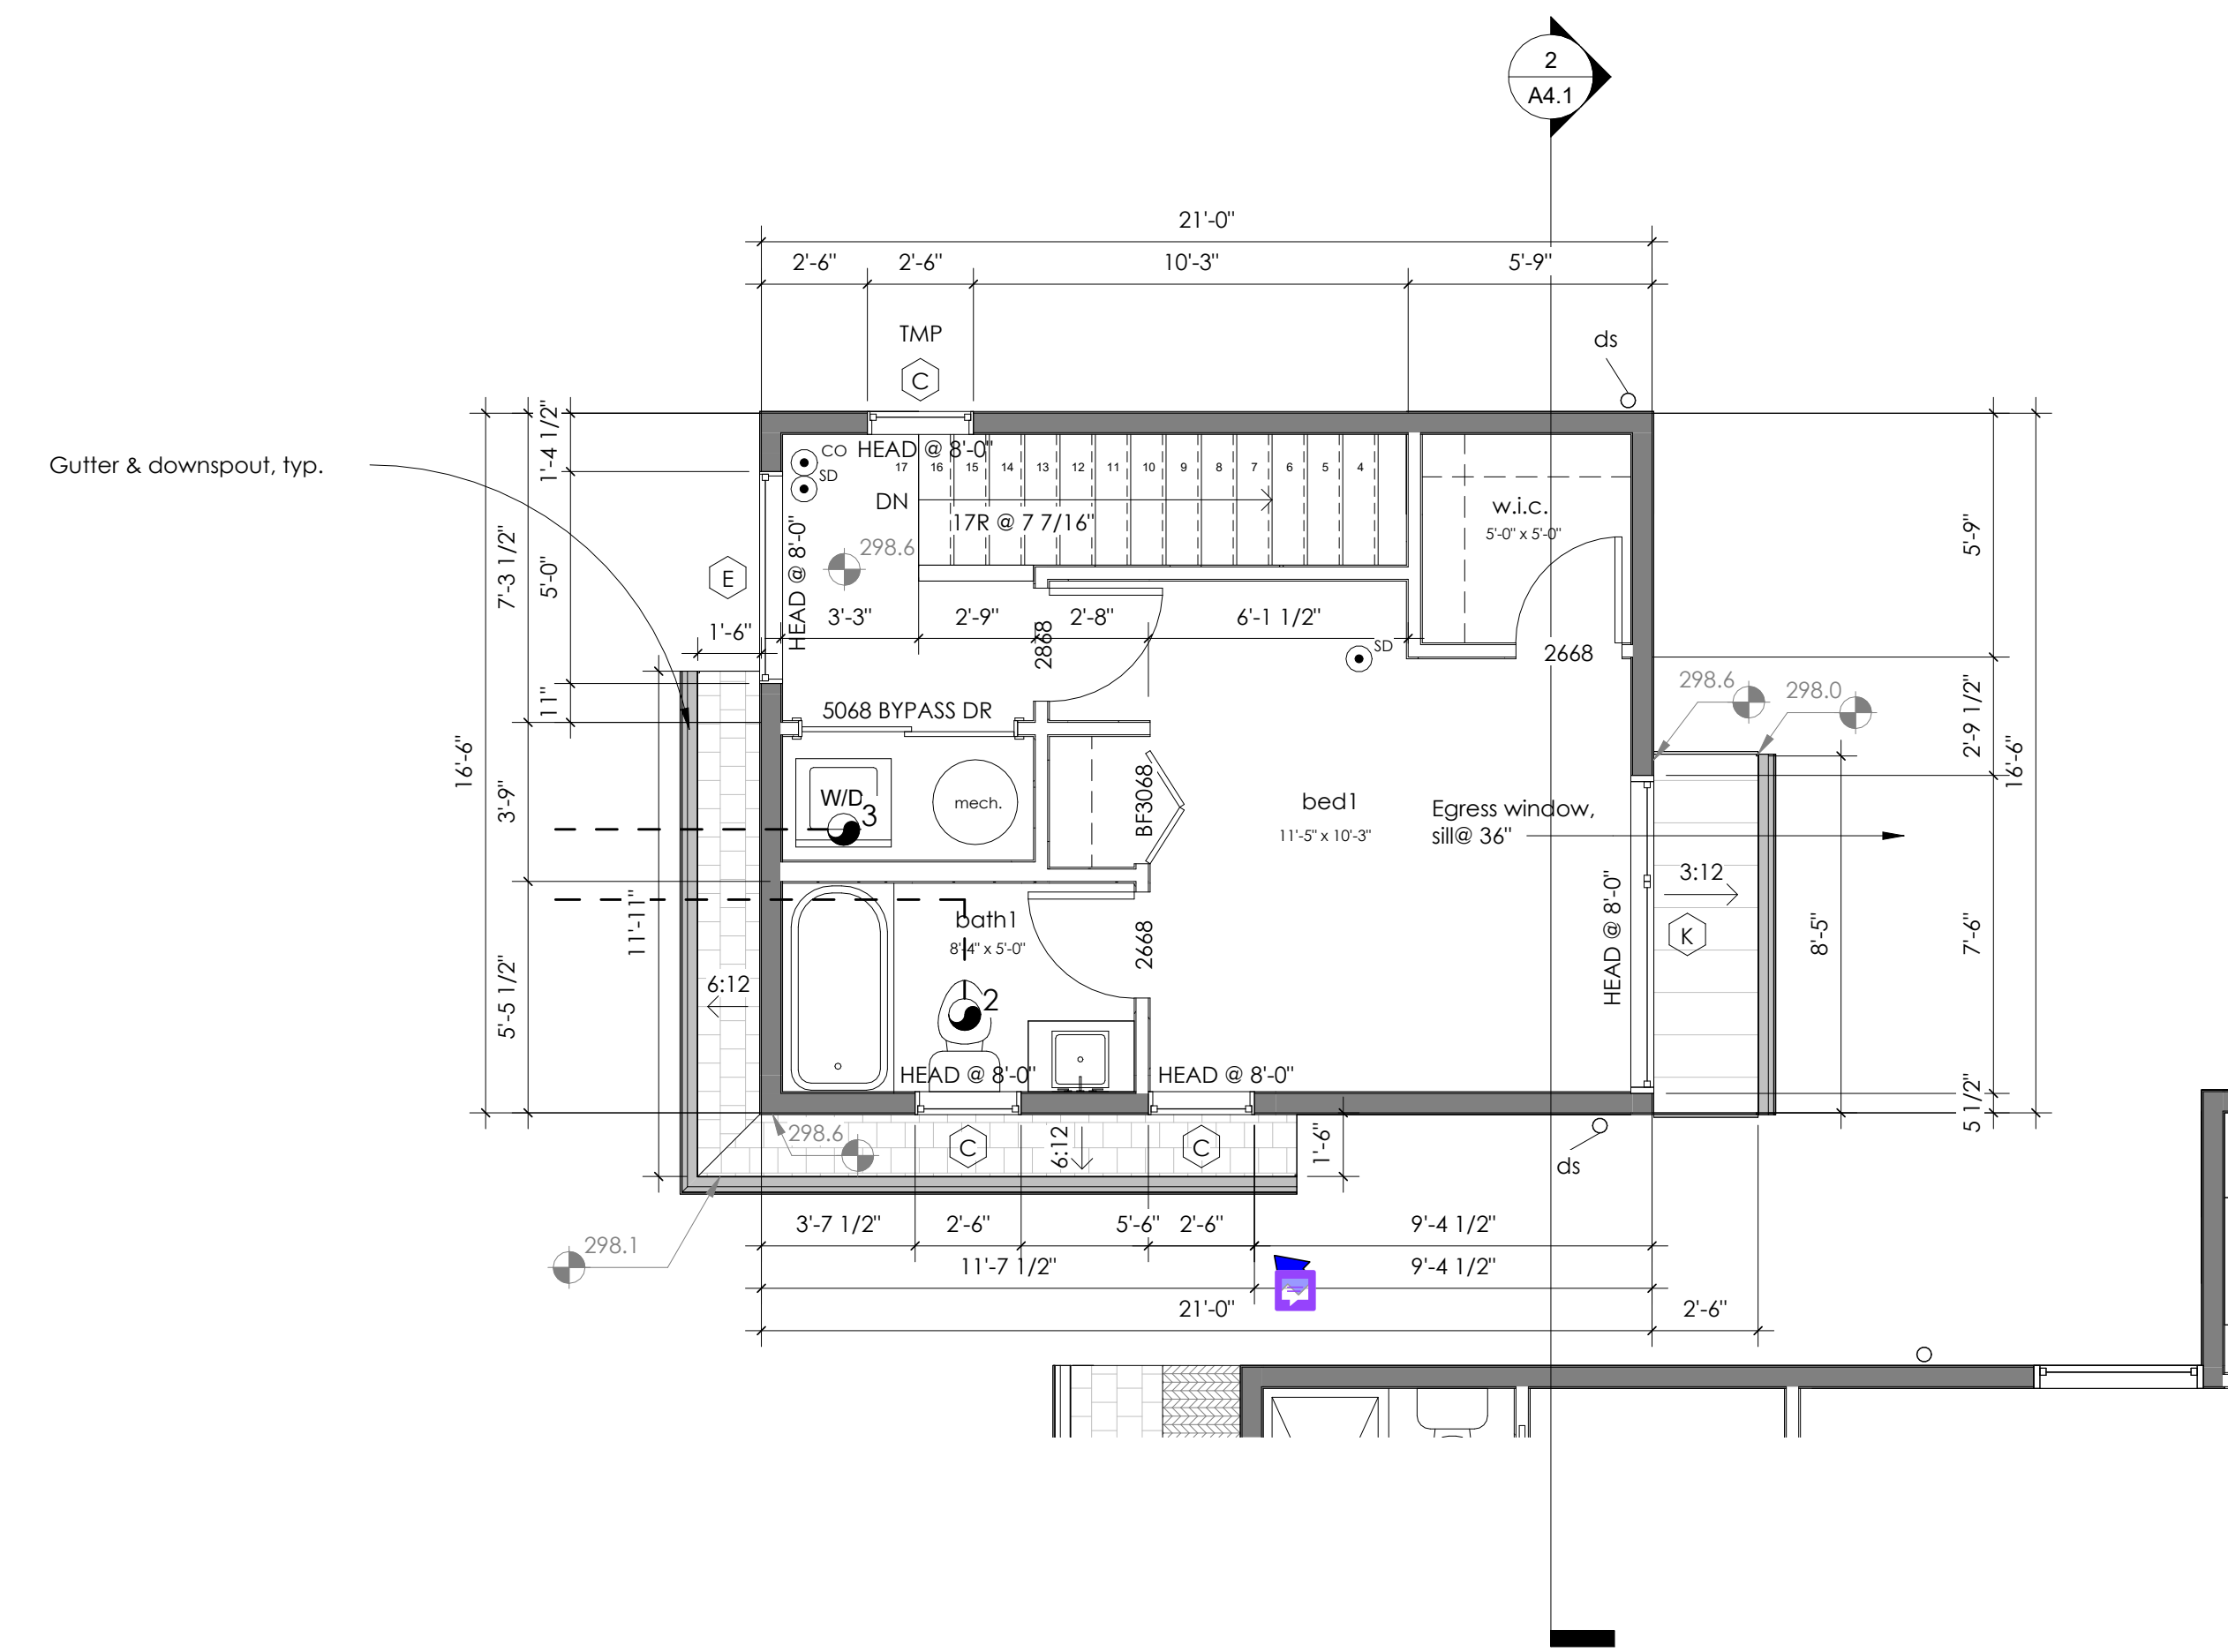 2
A4.1
21'-0"
2'-6"
2'-6"
10'-3"
5'-9"
TMP
C
ds
Gutter & downspout, typ.
1'-4 1/2"
CO
HEAD @ 8'-0"
SD
17
16
15
14
13
12
11
10
9
8
7
6
5
4
DN
17R @ 7 7/16"
w.i.c.
5'-0" x 5'-0"
298.6
7'-3 1/2"
5'-0"
E
HEAD @ 8'-0"
5'-9"
1'-6"
3'-3"
2'-9"
2868
2'-8"
6'-1 1/2"
SD
2668
11"
5068 BYPASS DR
298.6
298.0
2'-9 1/2"
16'-6"
16'-6"
3'-9"
W/D
3
mech.
BF3068
bed1
11'-5" x 10'-3"
Egress window,
sill@ 36"
3:12
K
HEAD @ 8'-0"
8'-5"
7'-6"
11'-11"
bath1
8'-4" x 5'-0"
2668
6:12
2
5'-5 1/2"
HEAD @ 8'-0"
HEAD @ 8'-0"
5 1/2"
298.6
C
6:12
C
1'-6"
ds
298.1
3'-7 1/2"
2'-6"
5'-6"
2'-6"
9'-4 1/2"
11'-7 1/2"
9'-4 1/2"
21'-0"
2'-6"